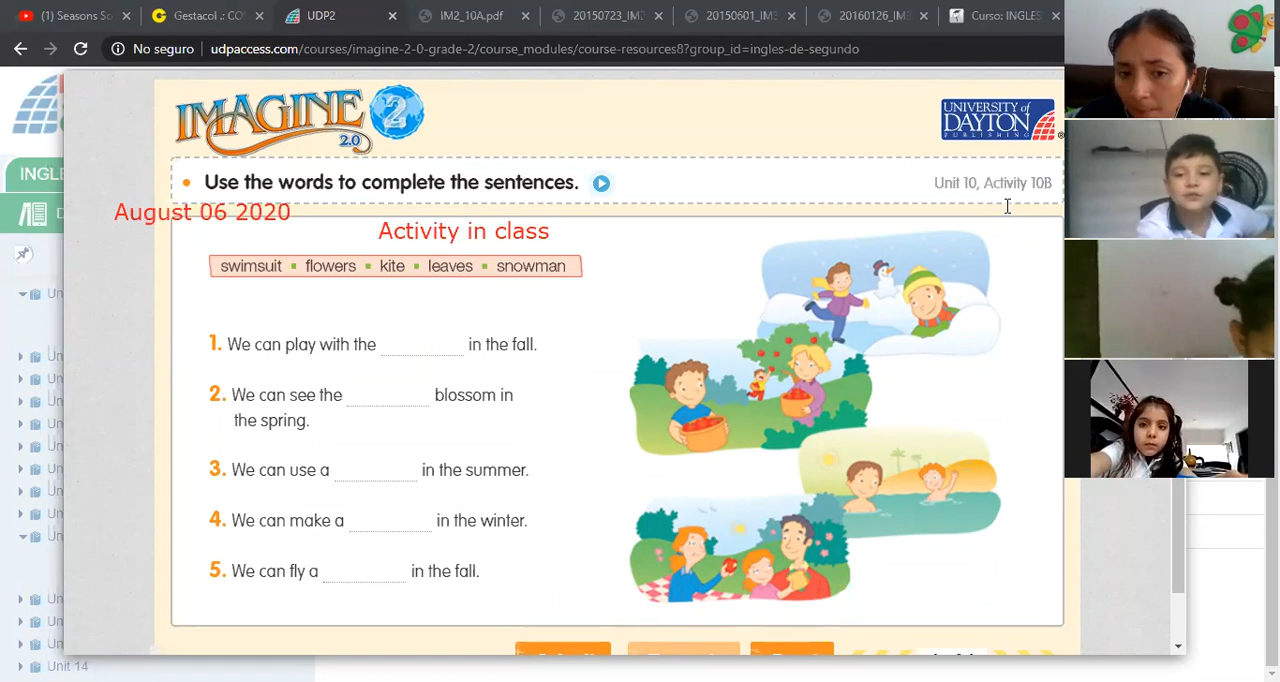 (1) Seasons So
Gestacol .: CO
UDP2
IM2_10A.pdf
20150723_IM
20150601_IM3
20160126_IM
Curso: INGLES
No seguro
udpaccess.com/courses/imagine-2-0-grade-2/course_modules/course-resources8?group_id=ingles-de-segundo
IMAGINE 2
2.0
UNIVERSITY of
DAYTON
PUBLISHING
INGLE
Use the words to complete the sentences.
Unit 10, Activity 10B
August 06 2020
Activity in class
swimsuit ▪ flowers ▪ kite ▪ leaves ▪ snowman
1. We can play with the in the fall.
2. We can see the blossom in
the spring.
3. We can use a in the summer.
4. We can make a in the winter.
5. We can fly a in the fall.
Unit 14